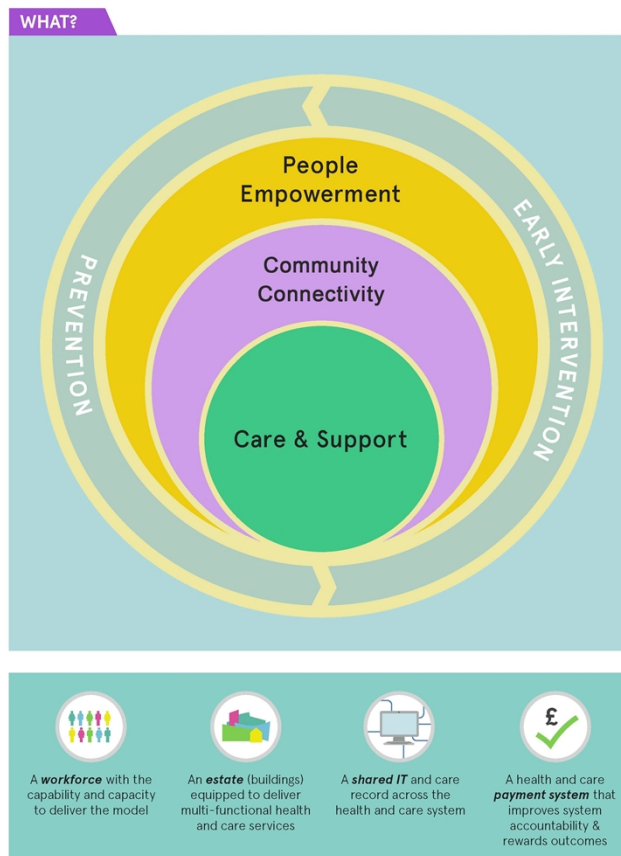 WHAT?
People
Empowerment
Community
Connectivity
Care & Support
PREVENTION
EARLY INTERVENTION
A workforce with the
capability and capacity
to deliver the model
An estate (buildings)
equipped to deliver
multi-functional health
and care services
A shared IT and care
record across the
health and care system
£
A health and care
payment system that
improves system
accountability &
rewards outcomes